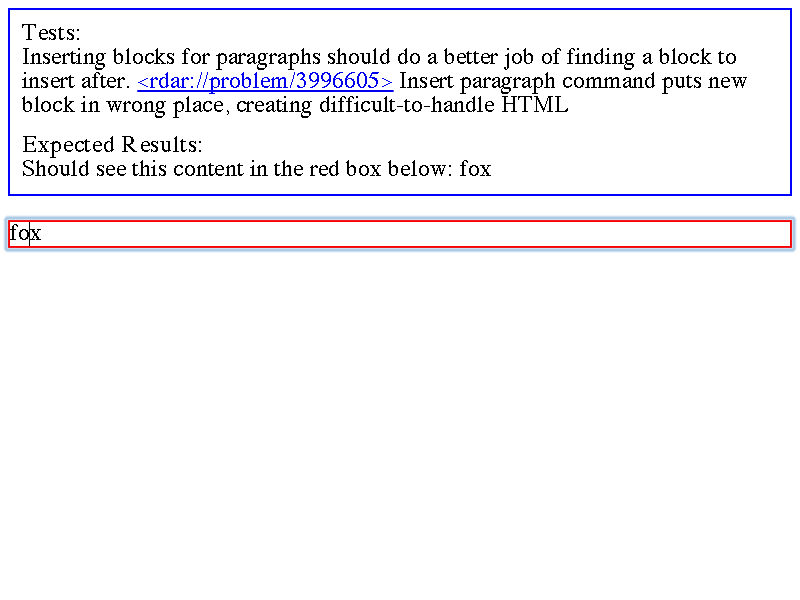 Tests:
Inserting blocks for paragraphs should do a better job of finding a block to
insert after. <rdar://problem/3996605> Insert paragraph command puts new
block in wrong place, creating difficult-to-handle HTML
Expected Results:
Should see this content in the red box below: fox
fox